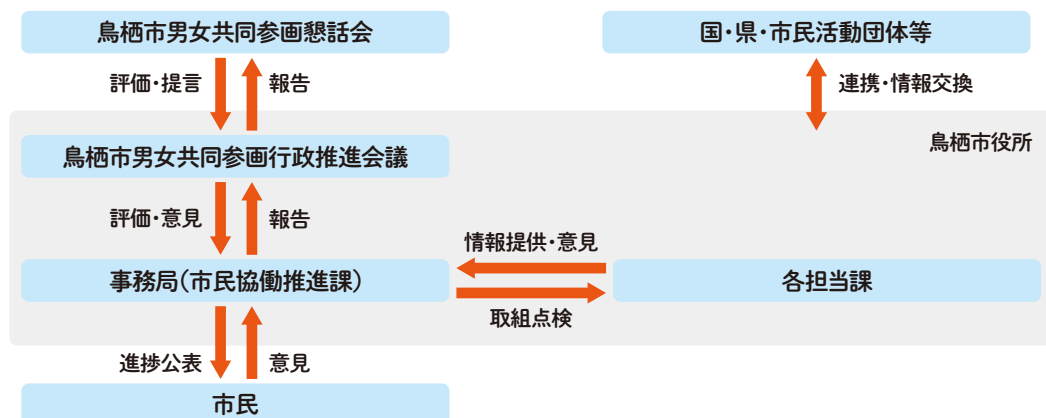 鳥栖市男女共同参画懇話会
国・県・市民活動団体等
評価・提言
報告
連携・情報交換
鳥栖市役所
鳥栖市男女共同参画行政推進会議
評価・意見
報告
情報提供・意見
事務局(市民協働推進課)
各担当課
取組点検
進捗公表
意見
市民